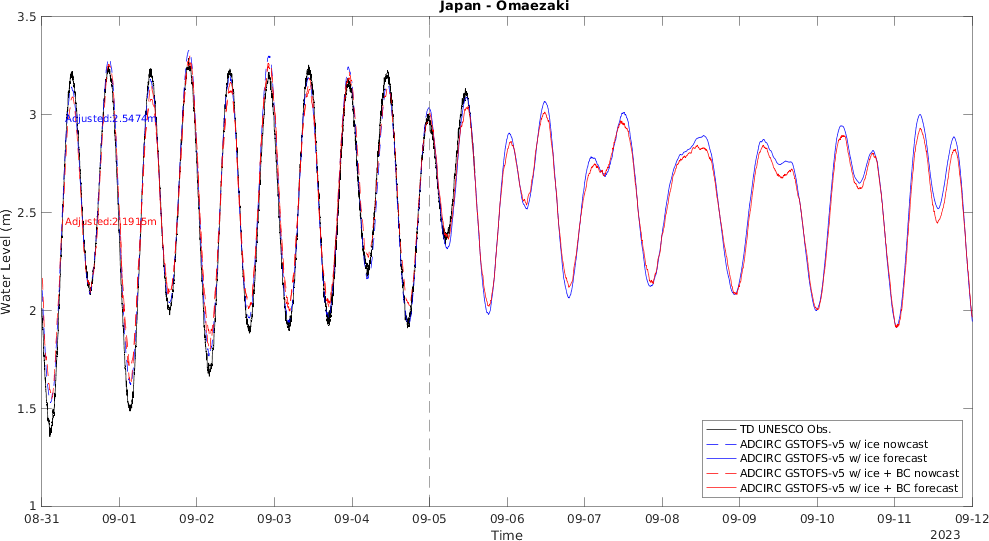 Japan - Omaezaki
3.5
3
2.5
2
1.5
1
Water Level (m)
Adjusted:2.5474m
Adjusted:2.1915m
TD UNESCO Obs.
ADCIRC GSTOFS-v5 w/ ice nowcast
ADCIRC GSTOFS-v5 w/ ice forecast
ADCIRC GSTOFS-v5 w/ ice + BC nowcast
ADCIRC GSTOFS-v5 w/ ice + BC forecast
08-31 09-01 09-02 09-03 09-04 09-05 09-06 09-07 09-08 09-09 09-10 09-11 09-12
Time
2023